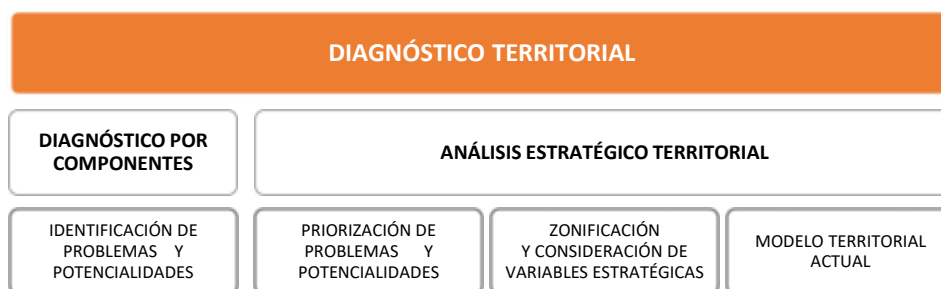 DIAGNÓSTICO TERRITORIAL
DIAGNÓSTICO POR
COMPONENTES
ANÁLISIS ESTRATÉGICO TERRITORIAL
IDENTIFICACIÓN DE
PROBLEMAS Y
POTENCIALIDADES
PRIORIZACIÓN DE
PROBLEMAS Y
POTENCIALIDADES
ZONIFICACIÓN
Y CONSIDERACIÓN DE
VARIABLES ESTRATÉGICAS
MODELO TERRITORIAL
ACTUAL